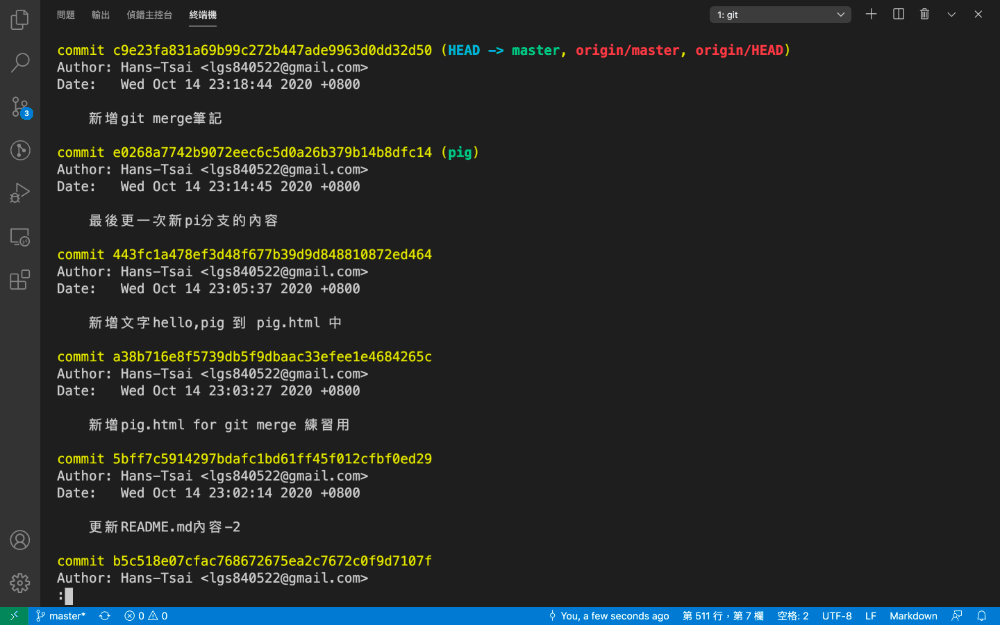 問題 輸出 偵錯主控台 終端機 1: git
commit c9e23fa831a69b99c272b447ade9963d0dd32d50 (HEAD -> master, origin/master, origin/HEAD)
Author: Hans-Tsai <lgs840522@gmail.com>
Date:   Wed Oct 14 23:18:44 2020 +0800
新增git merge筆記
commit e0268a7742b9072eec6c5d0a26b379b14b8dfc14 (pig)
Author: Hans-Tsai <lgs840522@gmail.com>
Date:   Wed Oct 14 23:14:45 2020 +0800
最後更一次新pi分支的內容
commit 443fc1a478ef3d48f677b39d9d848810872ed464
Author: Hans-Tsai <lgs840522@gmail.com>
Date:   Wed Oct 14 23:05:37 2020 +0800
新增文字hello,pig 到 pig.html 中
commit a38b716e8f5739db5f9dbaac33efee1e4684265c
Author: Hans-Tsai <lgs840522@gmail.com>
Date:   Wed Oct 14 23:03:27 2020 +0800
新增pig.html for git merge 練習用
commit 5bff7c5914297bdafc1bd61ff45f012cfbf0ed29
Author: Hans-Tsai <lgs840522@gmail.com>
Date:   Wed Oct 14 23:02:14 2020 +0800
更新README.md內容-2
commit b5c518e07cfac768672675ea2c7672c0f9d7107f
Author: Hans-Tsai <lgs840522@gmail.com>
:
3
master* 0 0 You, a few seconds ago 第 511 行，第 7 欄 空格: 2 UTF-8 LF Markdown